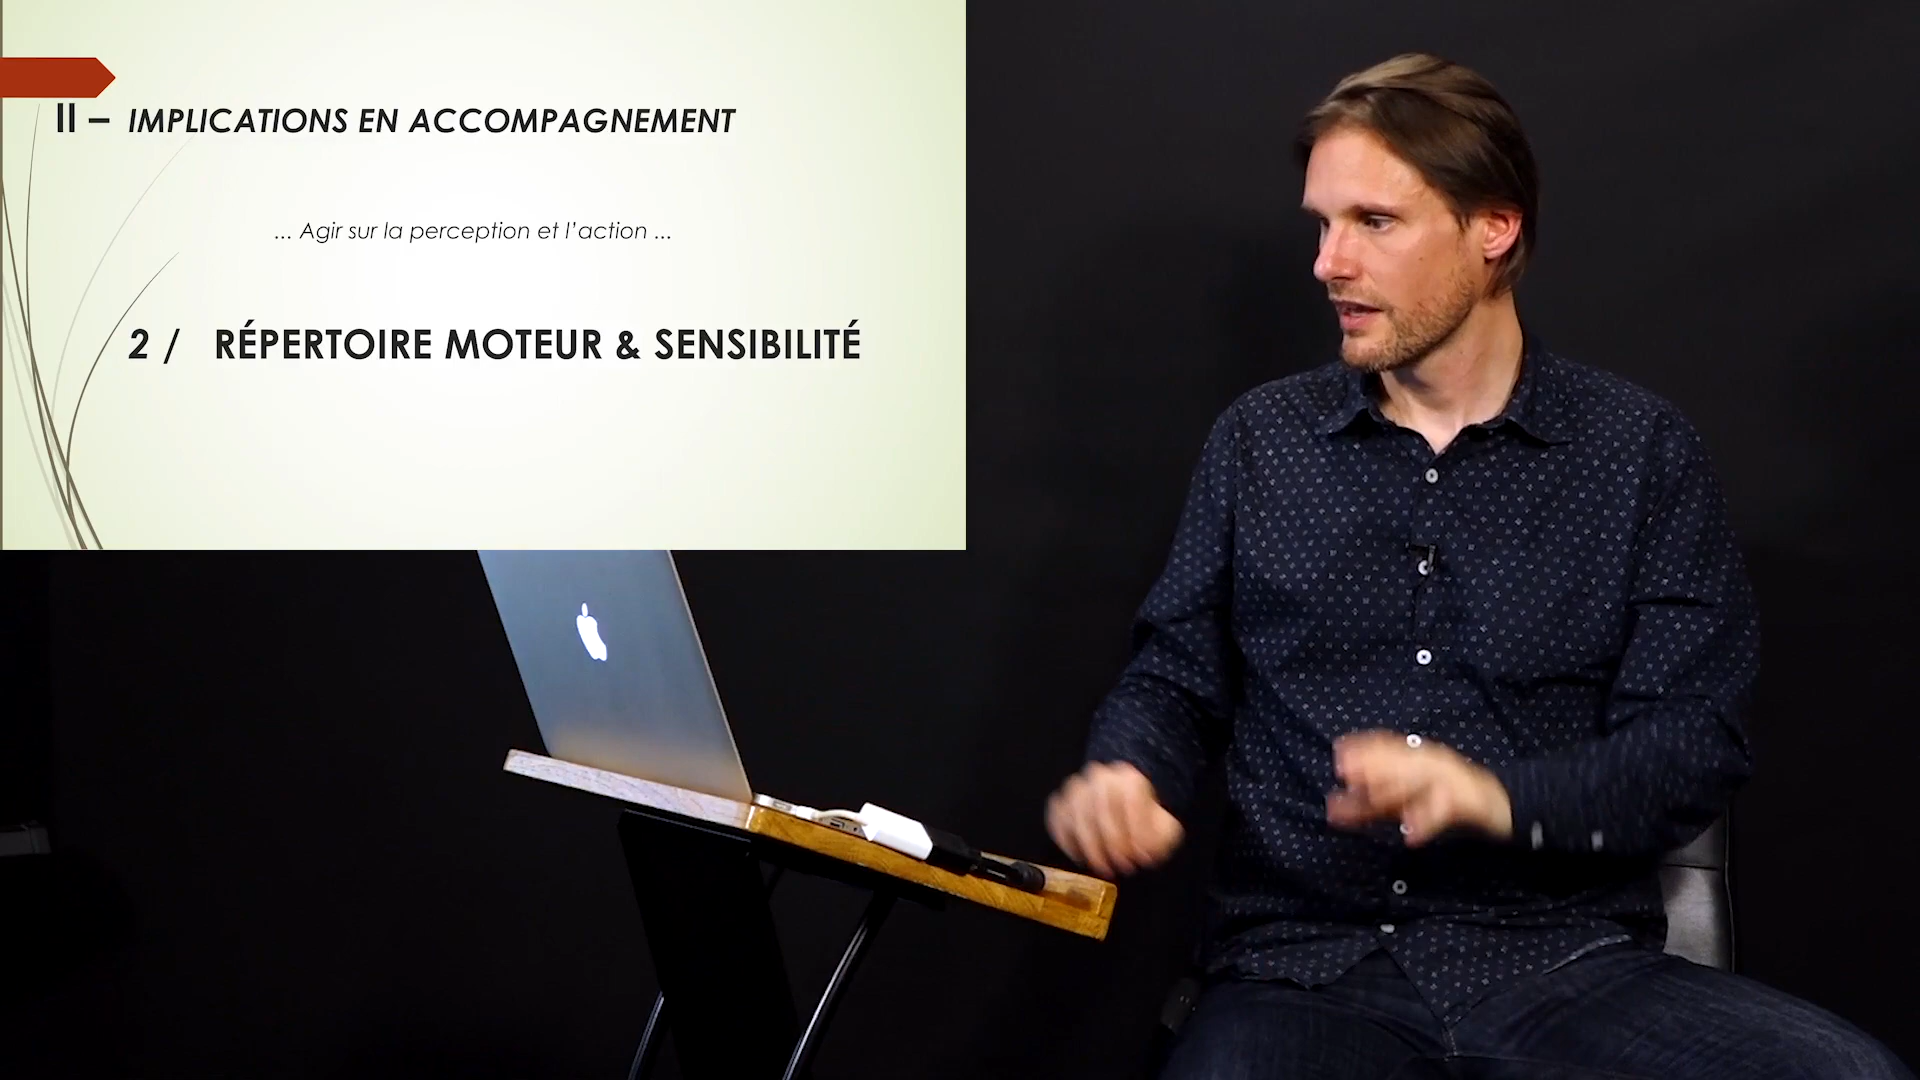 II – IMPLICATIONS EN ACCOMPAGNEMENT
... Agir sur la perception et l’action ...
2 / RÉPERTOIRE MOTEUR & SENSIBILITÉ